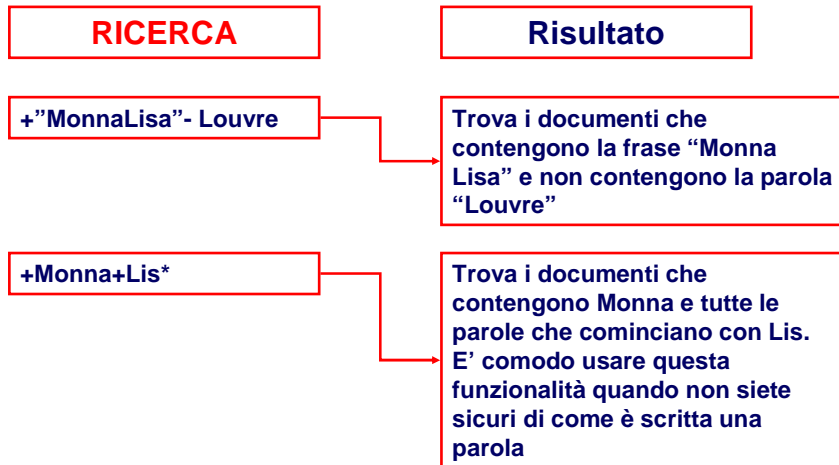 RICERCA
Risultato
+”MonnaLisa”- Louvre
Trova i documenti che
contengono la frase “Monna
Lisa” e non contengono la parola
“Louvre”
+Monna+Lis*
Trova i documenti che
contengono Monna e tutte le
parole che cominciano con Lis.
E’ comodo usare questa
funzionalità quando non siete
sicuri di come è scritta una
parola